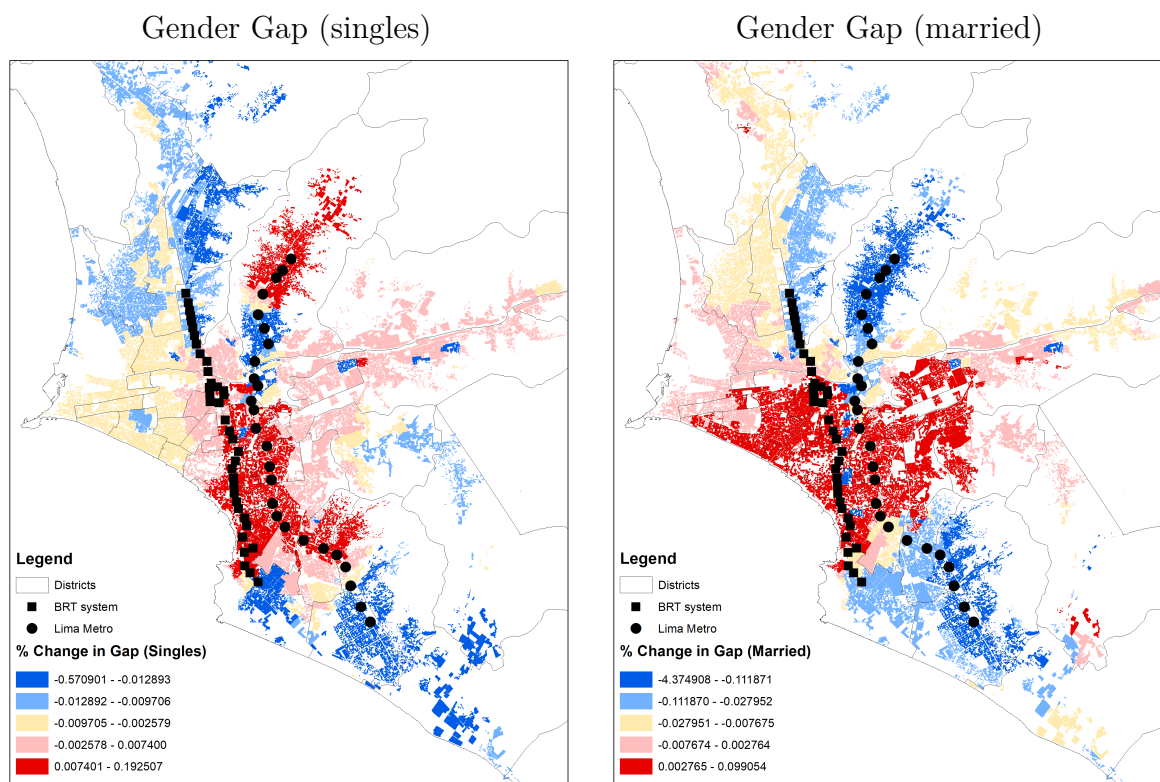 Gender Gap (singles)
Legend
Districts
BRT system
Lima Metro
% Change in Gap (Singles)
-0.570901 - -0.012893
-0.012892 - -0.009706
-0.009705 - -0.002579
-0.002578 - 0.007400
0.007401 - 0.192507
Gender Gap (married)
Legend
Districts
BRT system
Lima Metro
% Change in Gap (Married)
-4.374908 - -0.111871
-0.111870 - -0.027952
-0.027951 - -0.007675
-0.007674 - 0.002764
0.002765 - 0.099054